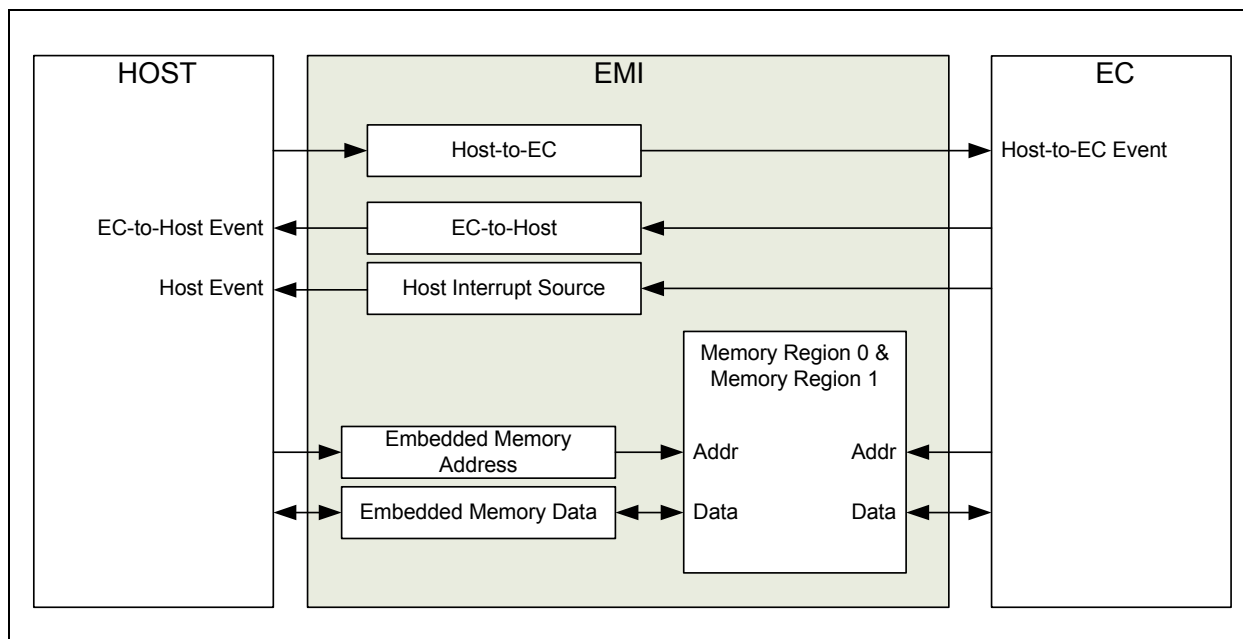 HOST
EMI
EC
Host-to-EC
Host-to-EC Event
EC-to-Host Event
EC-to-Host
Host Event
Host Interrupt Source
Memory Region 0 &
Memory Region 1
Embedded Memory
Address
Addr
Addr
Embedded Memory Data
Data
Data